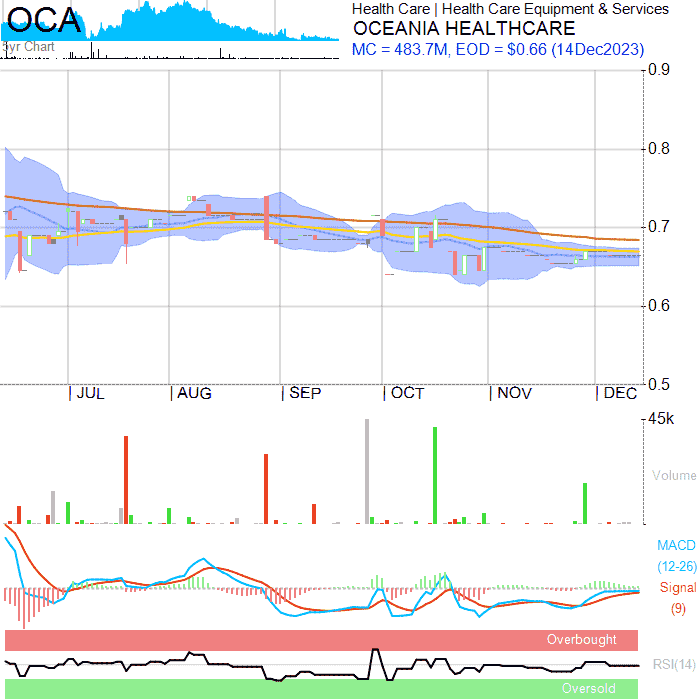 OCA
5yr Chart
Health Care | Health Care Equipment & Services
OCEANIA HEALTHCARE
MC = 483.7M, EOD = $0.66 (14Dec2023)
0.9
0.8
0.7
0.6
0.5
| JUL | AUG | SEP | OCT | NOV | DEC
45k
Volume
MACD
(12-26)
Signal
(9)
Overbought
RSI(14)
Oversold